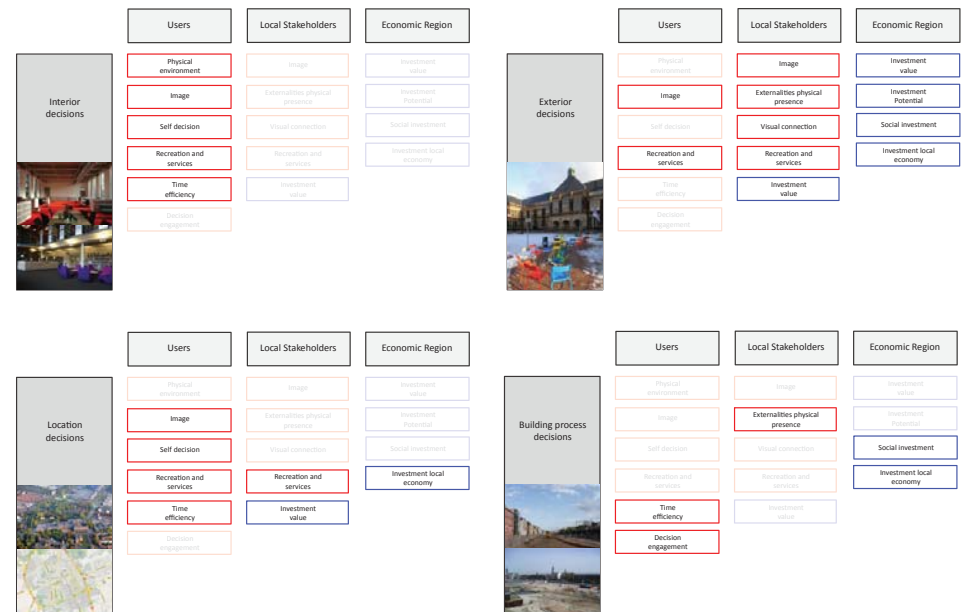 Users
Local Stakeholders
Economic Region
Interior
decisions
Physical
environment
Image
Self decision
Recreation and
services
Time
efficiency
Decision
engagement
Image
Externalities physical
presence
Visual connection
Recreation and
services
Investment
value
Investment
value
Investment
Potential
Social investment
Investment local
economy
Users
Local Stakeholders
Economic Region
Exterior
decisions
Physical
environment
Image
Self decision
Recreation and
services
Time
efficiency
Decision
engagement
Image
Externalities physical
presence
Visual connection
Recreation and
services
Investment
value
Investment
value
Investment
Potential
Social investment
Investment local
economy
Users
Local Stakeholders
Economic Region
Location
decisions
Physical
environment
Image
Self decision
Recreation and
services
Time
efficiency
Decision
engagement
Image
Externalities physical
presence
Visual connection
Recreation and
services
Investment
value
Investment
value
Investment
Potential
Social investment
Investment local
economy
Users
Local Stakeholders
Economic Region
Building process
decisions
Physical
environment
Image
Self decision
Recreation and
services
Time
efficiency
Decision
engagement
Image
Externalities physical
presence
Visual connection
Recreation and
services
Investment
value
Investment
value
Investment
Potential
Social investment
Investment local
economy